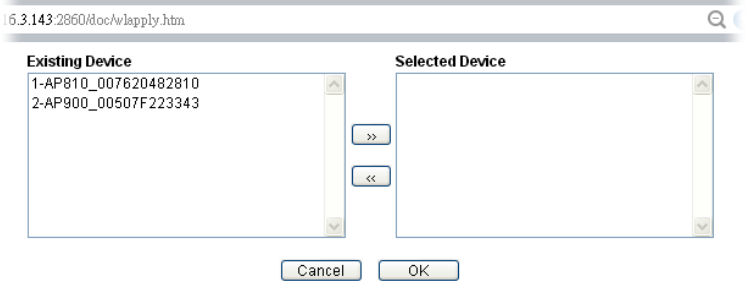 16.3.143:2860/doc/wlapply.htm
Existing Device
Selected Device
1-AP810_007620482810
2-AP900_00507F223343
>>
<<
Cancel
OK